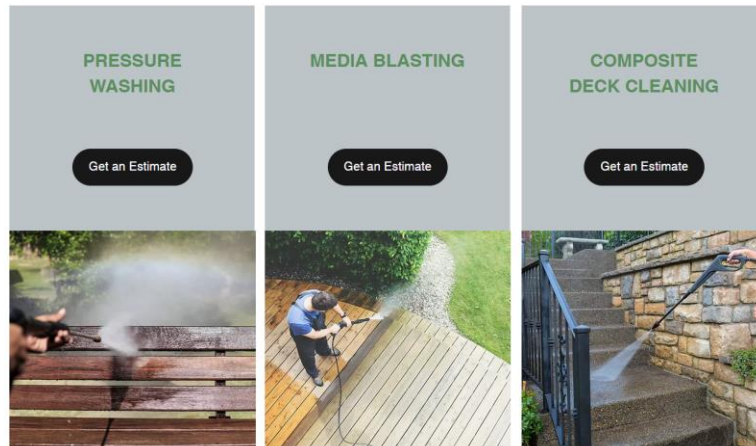 PRESSURE
WASHING
Get an Estimate
MEDIA BLASTING
Get an Estimate
COMPOSITE
DECK CLEANING
Get an Estimate